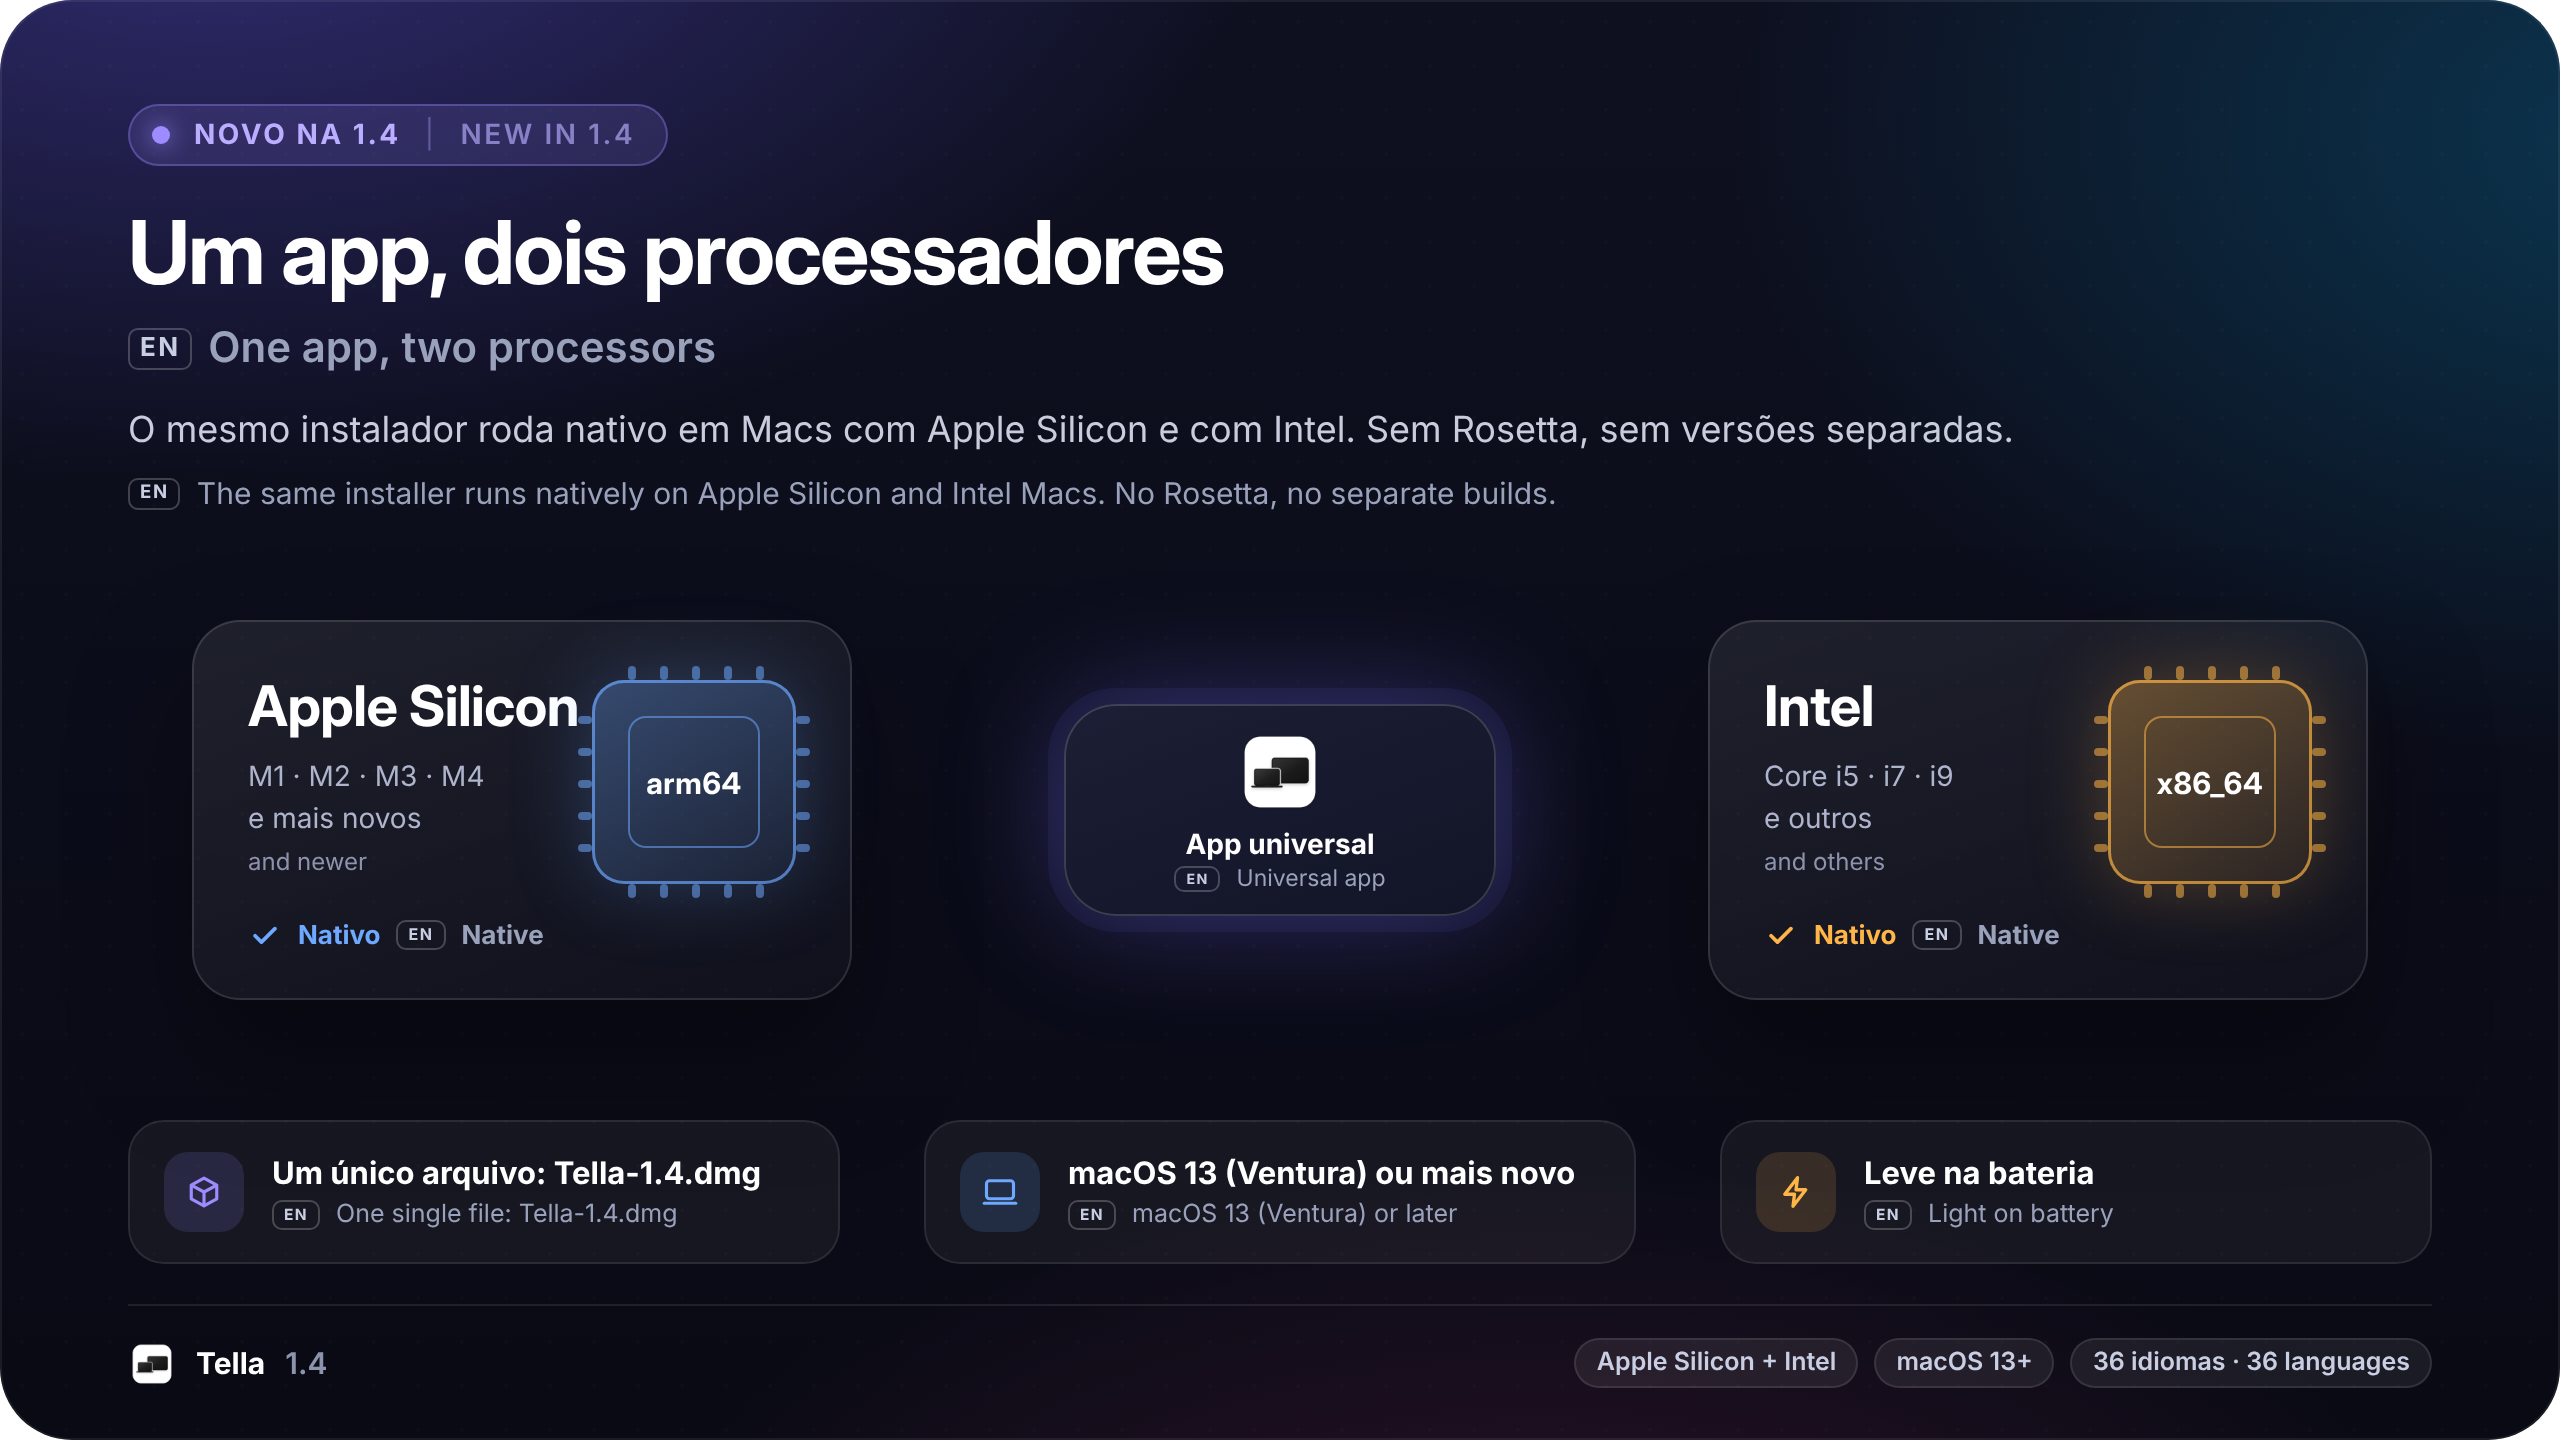 NOVO NA 1.4 | NEW IN 1.4
Um app, dois processadores
EN One app, two processors
O mesmo instalador roda nativo em Macs com Apple Silicon e com Intel. Sem Rosetta, sem versões separadas.
EN The same installer runs natively on Apple Silicon and Intel Macs. No Rosetta, no separate builds.
Apple Silicon
M1 · M2 · M3 · M4
e mais novos
and newer
Nativo EN Native
arm64
App universal
EN Universal app
Intel
Core i5 · i7 · i9
e outros
and others
Nativo EN Native
x86_64
Um único arquivo: Tella-1.4.dmg
EN One single file: Tella-1.4.dmg
macOS 13 (Ventura) ou mais novo
EN macOS 13 (Ventura) or later
Leve na bateria
EN Light on battery
Tella 1.4
Apple Silicon + Intel
macOS 13+
36 idiomas · 36 languages